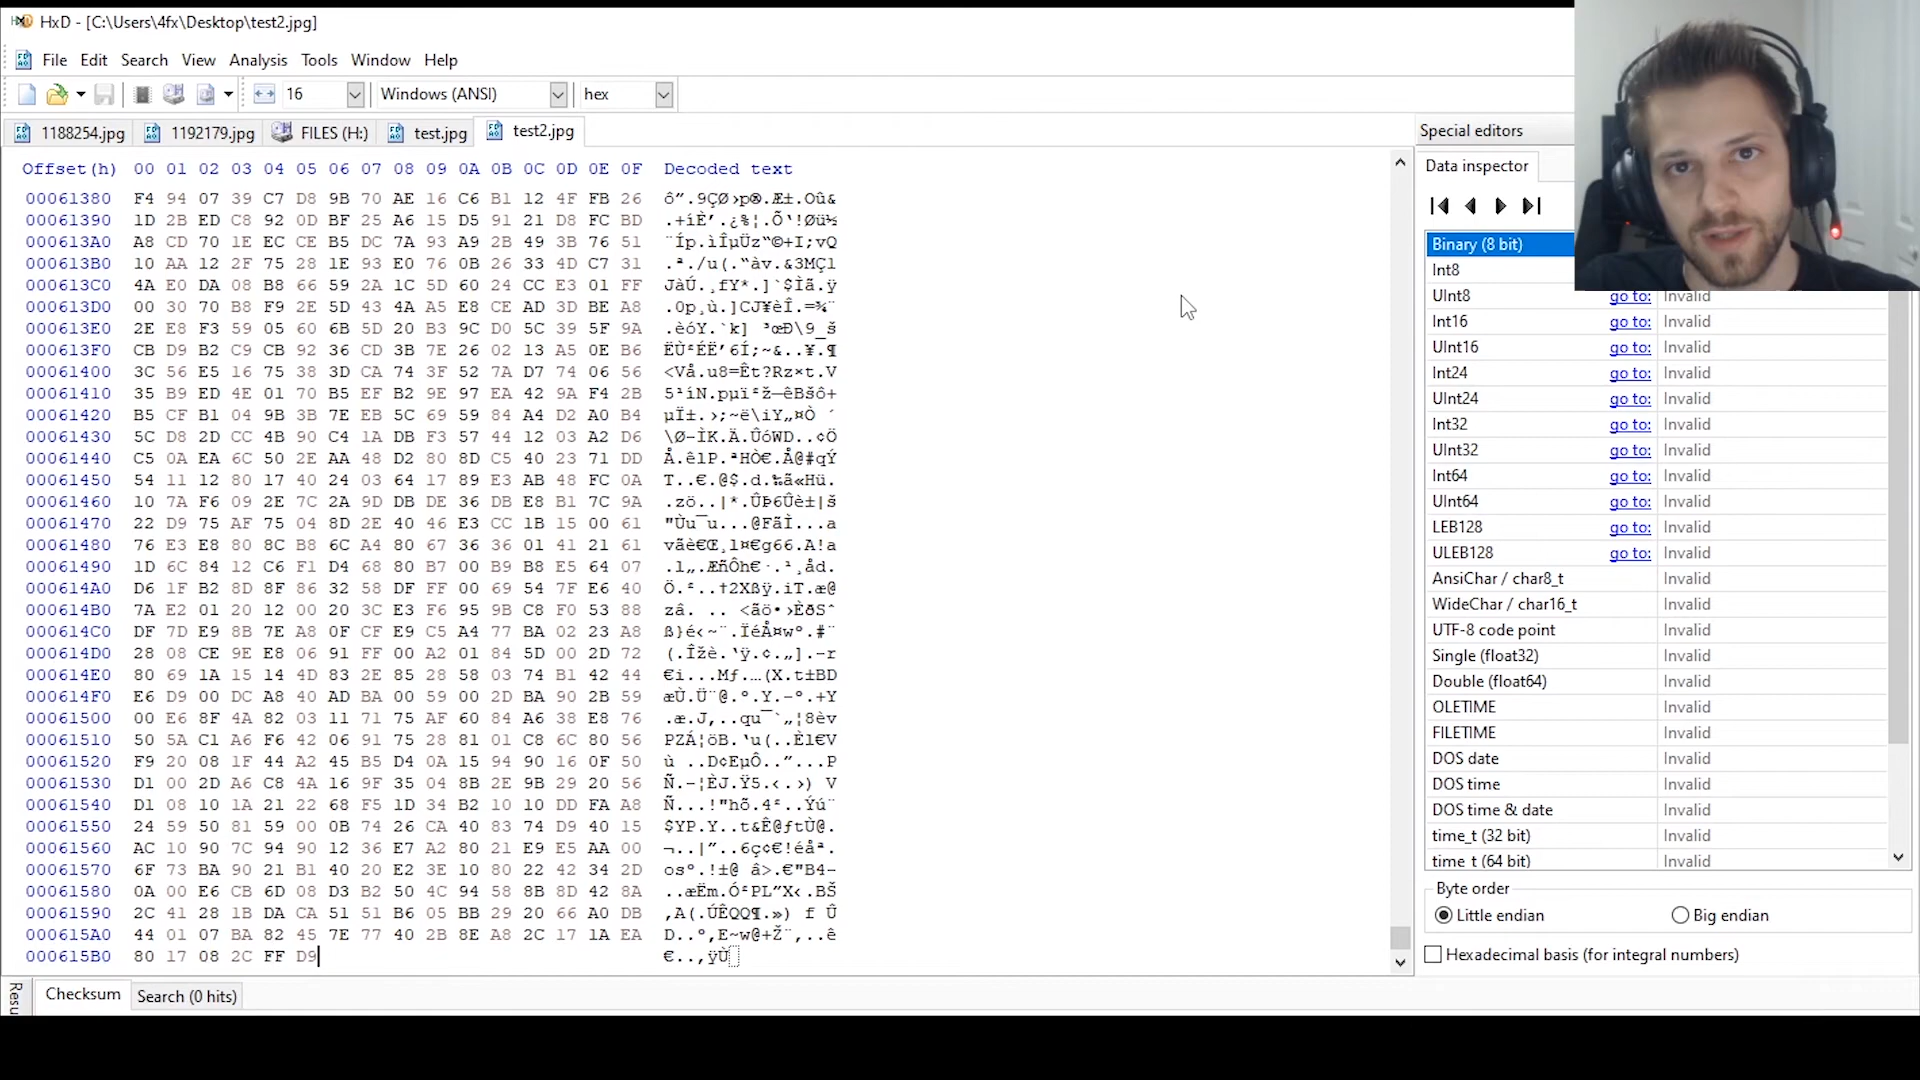 HxD - [C:\Users\4fx\Desktop\test2.jpg]
File Edit Search View Analysis Tools Window Help
16 Windows (ANSI) hex
1188254.jpg 1192179.jpg FILES (H:) test.jpg test2.jpg
Special editors
Data inspector
Offset(h) 00 01 02 03 04 05 06 07 08 09 0A 0B 0C 0D 0E 0F Decoded text
00061380 F4 94 07 39 C7 D8 9B 70 AE 16 C6 B1 12 4F FB 26
00061390 1D 2B ED C8 92 0D BF 25 A6 15 D5 91 21 D8 FC BD
000613A0 A8 CD 70 1E EC CE B5 DC 7A 93 A9 2B 49 3B 76 51
000613B0 10 AA 12 2F 75 28 1E 93 E0 76 0B 26 33 4D C7 31
000613C0 4A E0 DA 08 B8 66 59 2A 1C 5D 60 24 CC E3 01 FF
000613D0 00 30 70 B8 F9 2E 5D 43 4A A5 E8 CE AD 3D BE A8
000613E0 2E E8 F3 59 05 60 6B 5D 20 B3 9C D0 5C 39 5F 9A
000613F0 CB D9 B2 C9 CB 92 36 CD 3B 7E 26 02 13 A5 0E B6
00061400 3C 56 E5 16 75 38 3D CA 74 3F 52 7A D7 74 06 56
00061410 35 B9 ED 4E 01 70 B5 EF B2 9E 97 EA 42 9A F4 2B
00061420 B5 CF B1 04 9B 3B 7E EB 5C 69 59 84 A4 D2 A0 B4
00061430 5C D8 2D CC 4B 90 C4 1A DB F3 57 44 12 03 A2 D6
00061440 C5 0A EA 6C 50 2E AA 48 D2 80 8D C5 40 23 71 DD
00061450 54 11 12 80 17 40 24 03 64 17 89 E3 AB 48 FC 0A
00061460 10 7A F6 09 2E 7C 2A 9D DB DE 36 DB E8 B1 7C 9A
00061470 22 D9 75 AF 75 04 8D 2E 40 46 E3 CC 1B 15 00 61
00061480 76 E3 E8 80 8C B8 6C A4 80 67 36 36 01 41 21 61
00061490 1D 6C 84 12 C6 F1 D4 68 80 B7 00 B9 B8 E5 64 07
000614A0 D6 1F B2 8D 8F 86 32 58 DF FF 00 69 54 7F E6 40
000614B0 7A E2 01 20 12 00 20 3C E3 F6 95 9B C8 F0 53 88
000614C0 DF 7D E9 8B 7E A8 0F CF E9 C5 A4 77 BA 02 23 A8
000614D0 28 08 CE 9E E8 06 91 FF 00 A2 01 84 5D 00 2D 72
000614E0 80 69 1A 15 14 4D 83 2E 85 28 58 03 74 B1 42 44
000614F0 E6 D9 00 DC A8 40 AD BA 00 59 00 2D BA 90 2B 59
00061500 00 E6 8F 4A 82 03 11 71 75 AF 60 84 A6 38 E8 76
00061510 50 5A C1 A6 F6 42 06 91 75 28 81 01 C8 6C 80 56
00061520 F9 20 08 1F 44 A2 45 B5 D4 0A 15 94 90 16 0F 50
00061530 D1 00 2D A6 C8 4A 16 9F 35 04 8B 2E 9B 29 20 56
00061540 D1 08 10 1A 21 22 68 F5 1D 34 B2 10 10 DD FA A8
00061550 24 59 50 81 59 00 0B 74 26 CA 40 83 74 D9 40 15
00061560 AC 10 90 7C 94 90 12 36 E7 A2 80 21 E9 E5 AA 00
00061570 6F 73 BA 90 21 B1 40 20 E2 3E 10 80 22 42 34 2D
00061580 0A 00 E6 CB 6D 08 D3 B2 50 4C 94 58 8B 8D 42 8A
00061590 2C 41 28 1B DA CA 51 51 B6 05 BB 29 20 66 A0 DB
000615A0 44 01 07 BA 82 45 7E 77 40 2B 8E A8 2C 17 1A EA
000615B0 80 17 08 2C FF D9 €..,ÿÙ
Binary (8 bit)
Int8
UInt8 go to: Invalid
Int16 go to: Invalid
UInt16 go to: Invalid
Int24 go to: Invalid
UInt24 go to: Invalid
Int32 go to: Invalid
UInt32 go to: Invalid
Int64 go to: Invalid
UInt64 go to: Invalid
LEB128 go to: Invalid
ULEB128 go to: Invalid
AnsiChar / char8_t Invalid
WideChar / char16_t Invalid
UTF-8 code point Invalid
Single (float32) Invalid
Double (float64) Invalid
OLETIME Invalid
FILETIME Invalid
DOS date Invalid
DOS time Invalid
DOS time & date Invalid
time_t (32 bit) Invalid
time_t (64 bit) Invalid
Byte order
Little endian Big endian
Hexadecimal basis (for integral numbers)
Resu
Checksum Search (0 hits)